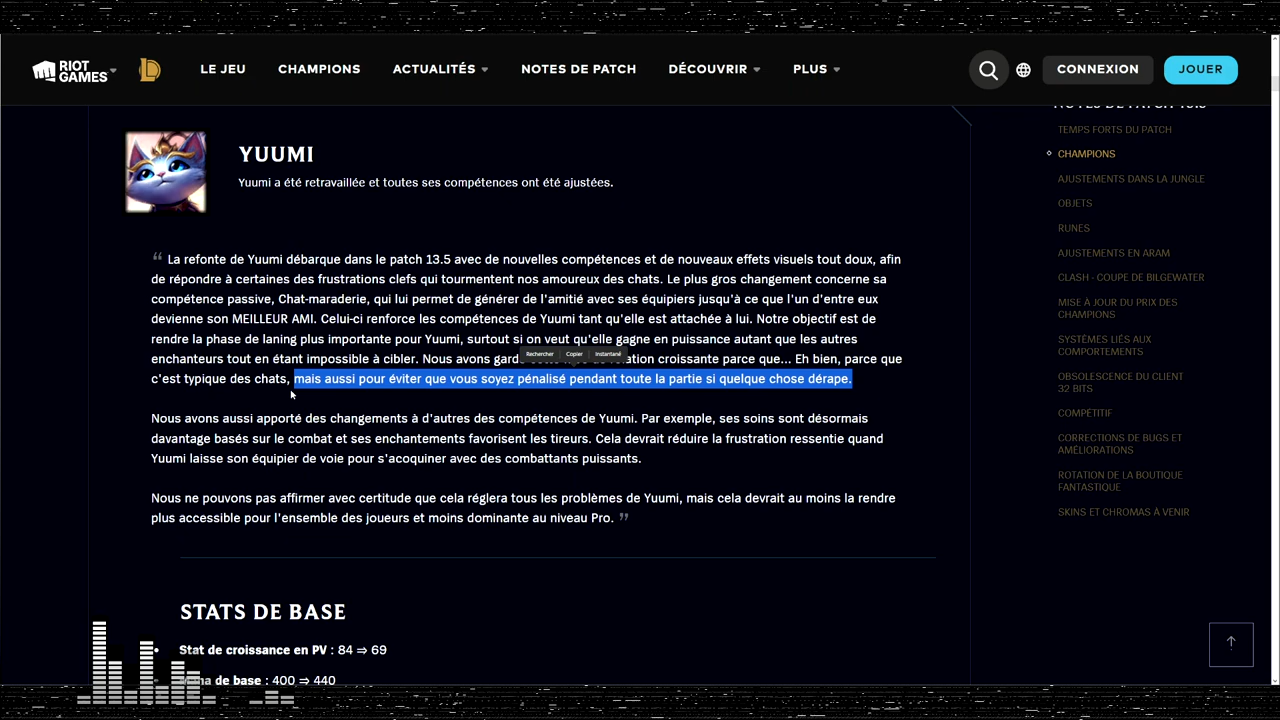 RIOT GAMES
LE JEU
CHAMPIONS
ACTUALITÉS
NOTES DE PATCH
DÉCOUVRIR
PLUS
CONNEXION
JOUER
YUUMI
Yuumi a été retravaillée et toutes ses compétences ont été ajustées.
“ La refonte de Yuumi débarque dans le patch 13.5 avec de nouvelles compétences et de nouveaux effets visuels tout doux, afin
de répondre à certaines des frustrations clefs qui tourmentent nos amoureux des chats. Le plus gros changement concerne sa
compétence passive, Chat-maraderie, qui lui permet de générer de l'amitié avec ses équipiers jusqu'à ce que l'un d'entre eux
devienne son MEILLEUR AMI. Celui-ci renforce les compétences de Yuumi tant qu'elle est attachée à lui. Notre objectif est de
rendre la phase de laning plus importante pour Yuumi, surtout si on veut qu'elle gagne en puissance autant que les autres
Rechercher
Copier
Instantané
enchanteurs tout en étant impossible à cibler. Nous avons croissante parce que... Eh bien, parce que
c'est typique des chats, mais aussi pour éviter que vous soyez pénalisé pendant toute la partie si quelque chose dérape.
Nous avons aussi apporté des changements à d'autres des compétences de Yuumi. Par exemple, ses soins sont désormais
davantage basés sur le combat et ses enchantements favorisent les tireurs. Cela devrait réduire la frustration ressentie quand
Yuumi laisse son équipier de voie pour s'acoquiner avec des combattants puissants.
Nous ne pouvons pas affirmer avec certitude que cela réglera tous les problèmes de Yuumi, mais cela devrait au moins la rendre
plus accessible pour l'ensemble des joueurs et moins dominante au niveau Pro. ”
STATS DE BASE
• Stat de croissance en PV : 84 ⇒ 69
de base : 400 ⇒ 440
TEMPS FORTS DU PATCH
CHAMPIONS
AJUSTEMENTS DANS LA JUNGLE
OBJETS
RUNES
AJUSTEMENTS EN ARAM
CLASH - COUPE DE BILGEWATER
MISE À JOUR DU PRIX DES
CHAMPIONS
SYSTÈMES LIÉS AUX
COMPORTEMENTS
OBSOLESCENCE DU CLIENT
32 BITS
COMPÉTITIF
CORRECTIONS DE BUGS ET
AMÉLIORATIONS
ROTATION DE LA BOUTIQUE
FANTASTIQUE
SKINS ET CHROMAS À VENIR